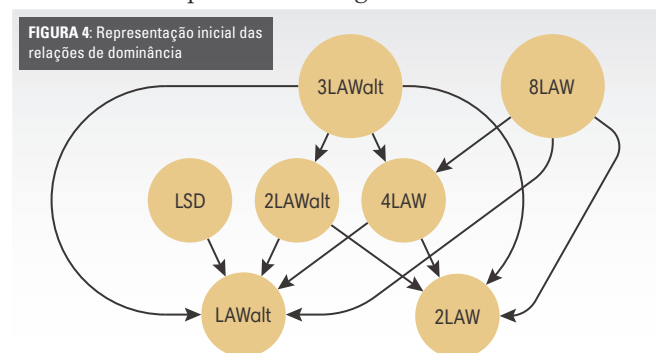 FIGURA 4: Representação inicial das
relações de dominância
3LAWalt
8LAW
LSD
2LAWalt
4LAW
LAWalt
2LAW